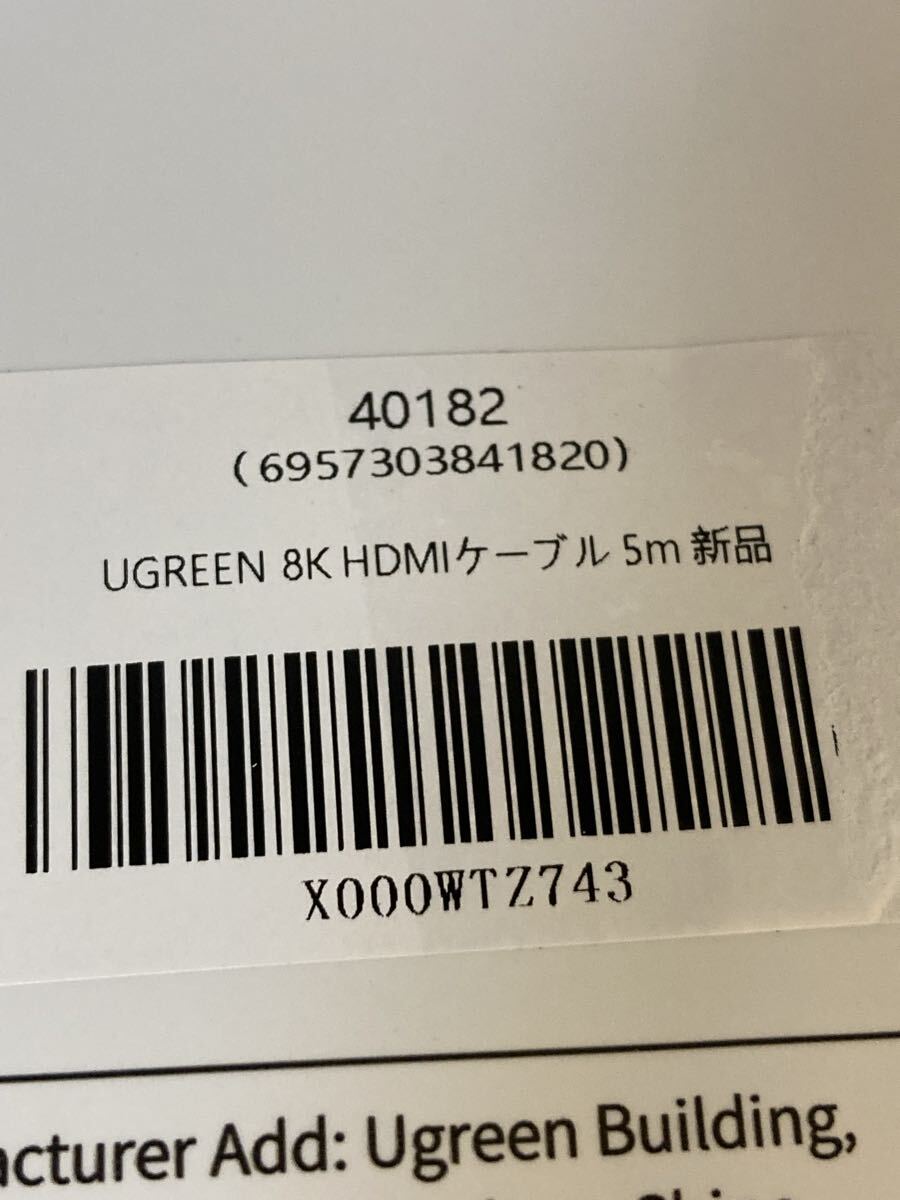 40182
(6957303841820)
UGREEN 8K HDMIケーブル 5m 新品
X000WTZ743
Add: Ugreen Building,